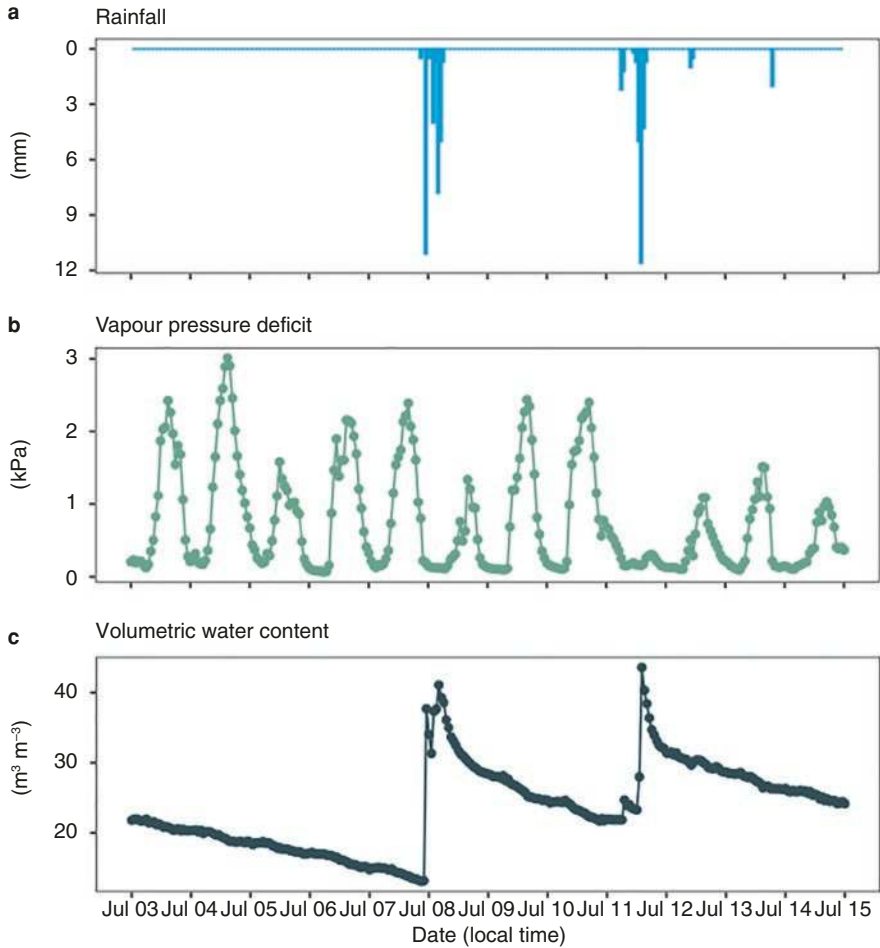 a
Rainfall
0
3
6
9
12
(mm)
b
Vapour pressure deficit
3
2
1
0
(kPa)
c
Volumetric water content
40
30
20
(m³ m⁻³)
Jul 03 Jul 04 Jul 05 Jul 06 Jul 07 Jul 08 Jul 09 Jul 10 Jul 11 Jul 12 Jul 13 Jul 14 Jul 15
Date (local time)